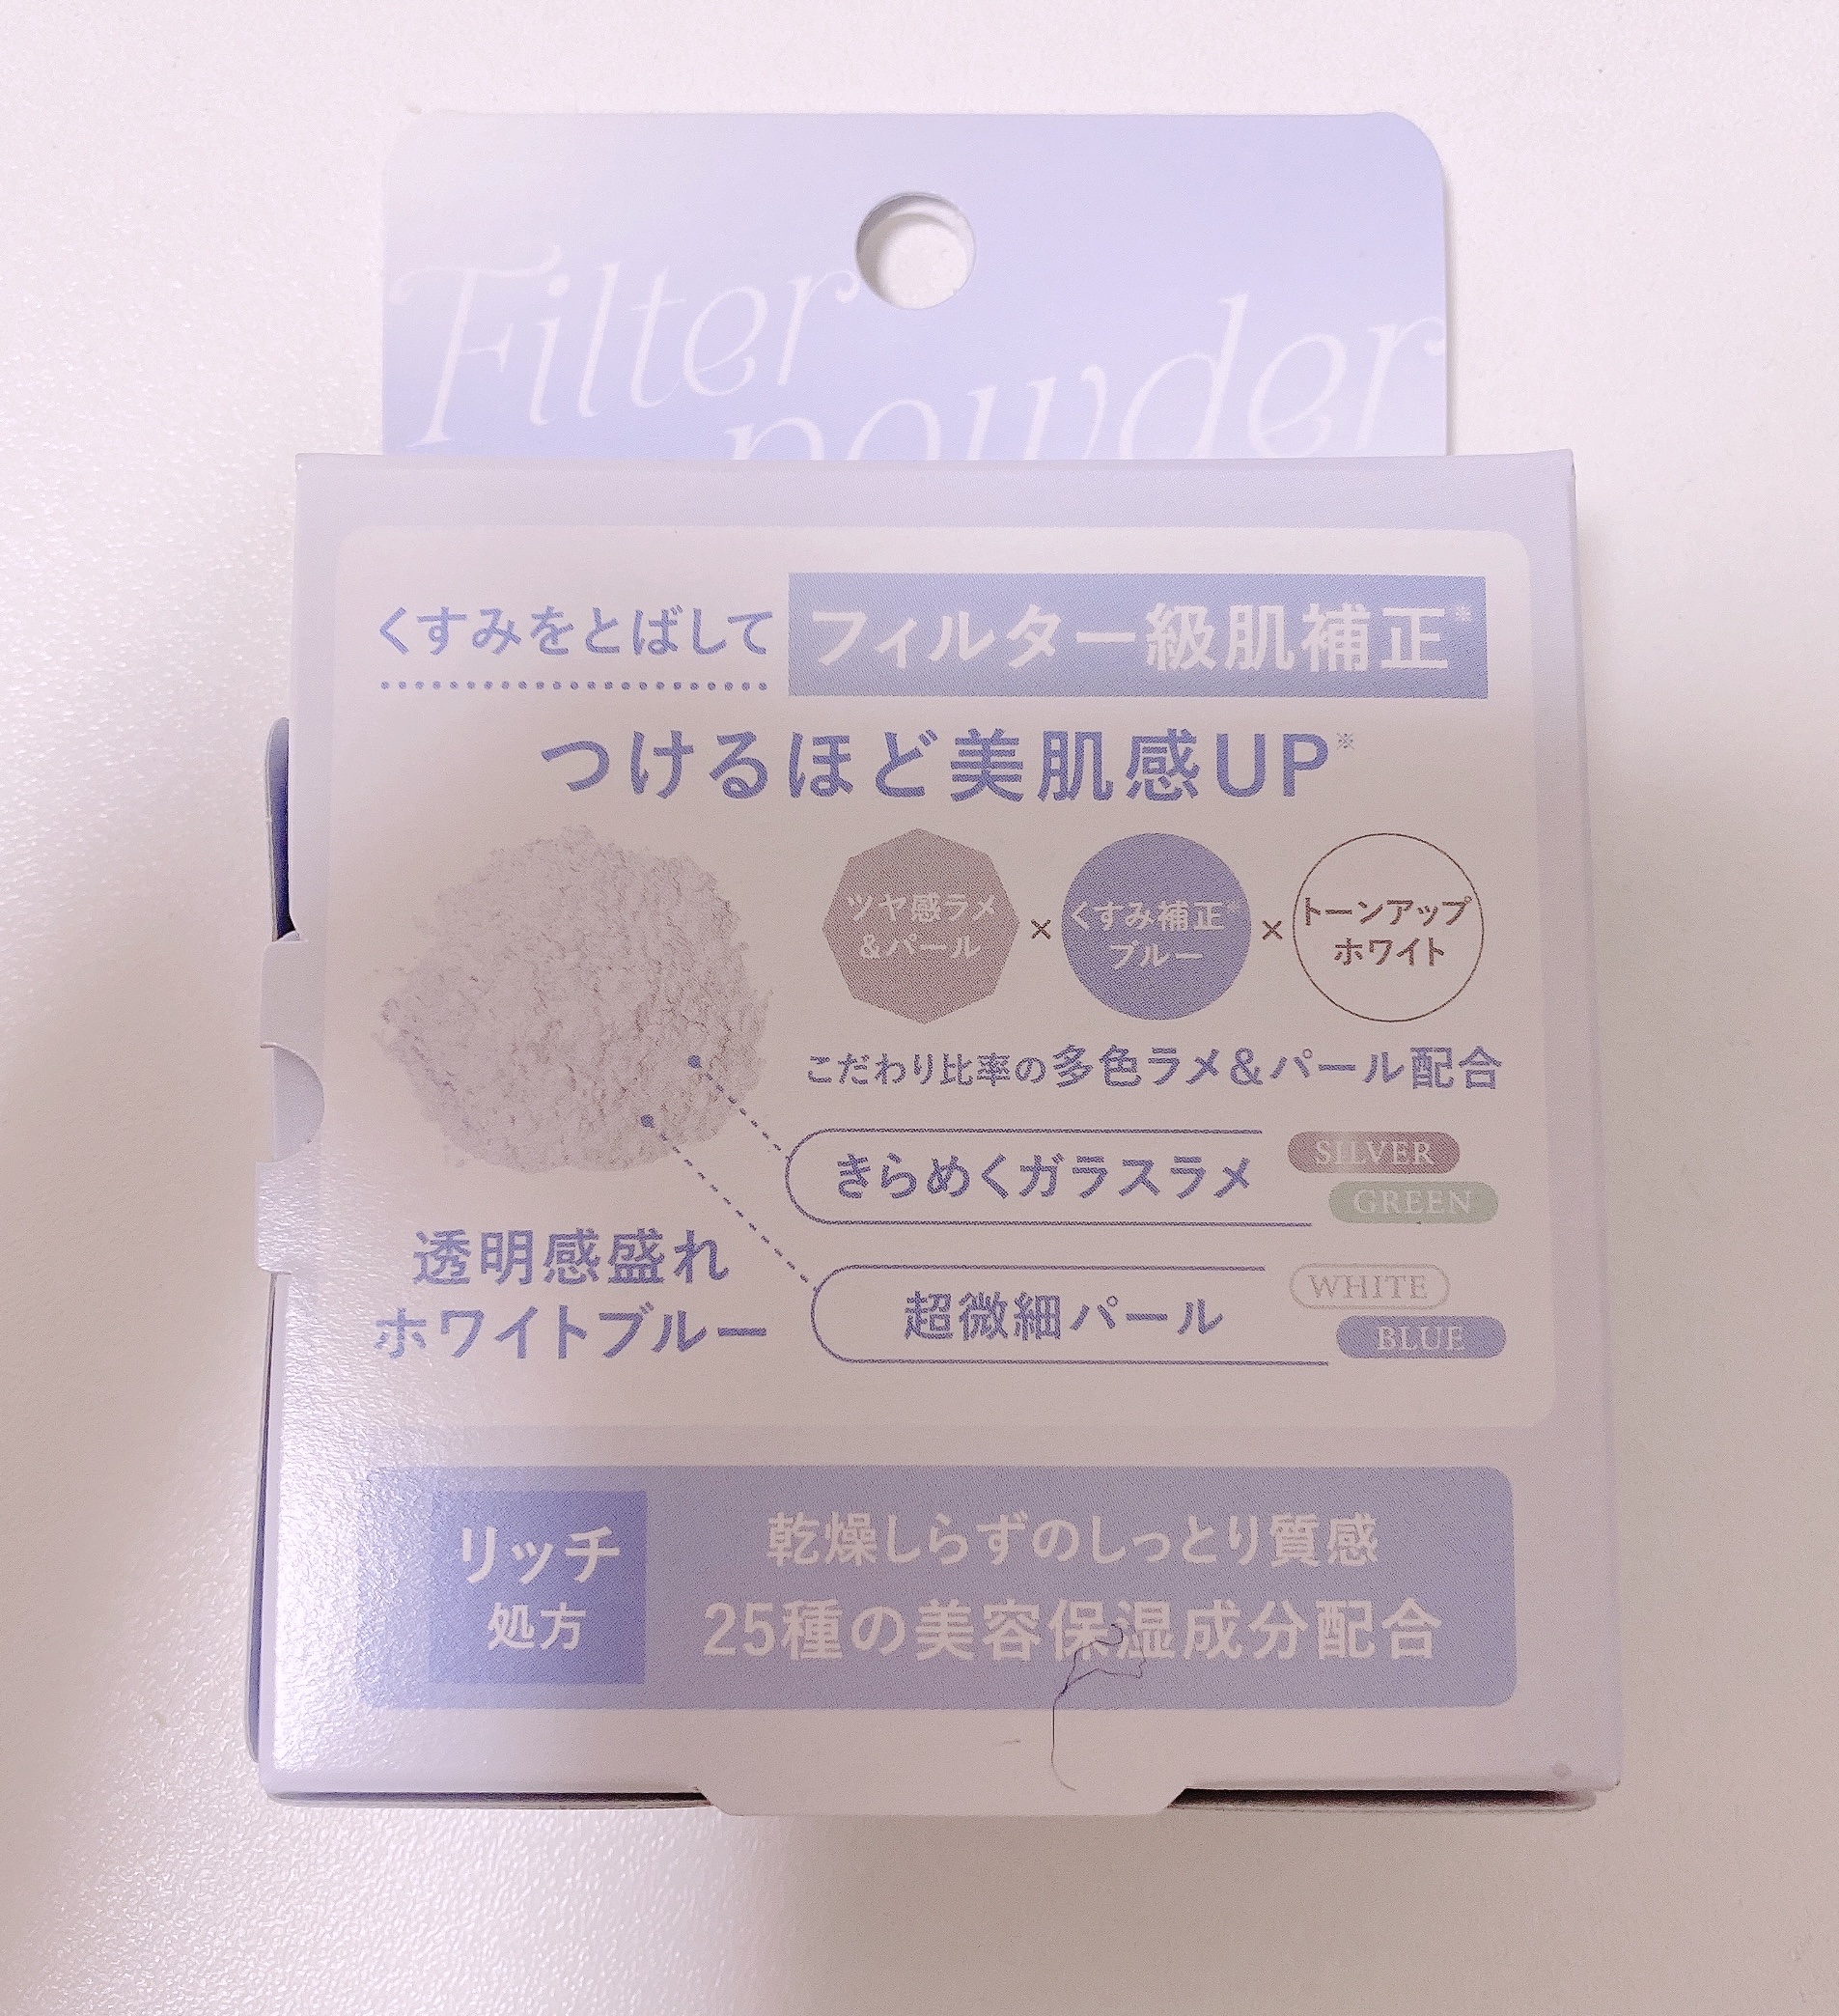 Filter
powder
くすみをとばして フィルター級肌補正※
つけるほど美肌感UP※
ツヤ感ラメ
&パール
×
くすみ補正※
ブルー
×
トーンアップ
ホワイト
こだわり比率の多色ラメ&パール配合
きらめくガラスラメ
SILVER
GREEN
透明感盛れ
ホワイトブルー
超微細パール
WHITE
BLUE
リッチ
処方
乾燥しらずのしっとり質感
25種の美容保湿成分配合